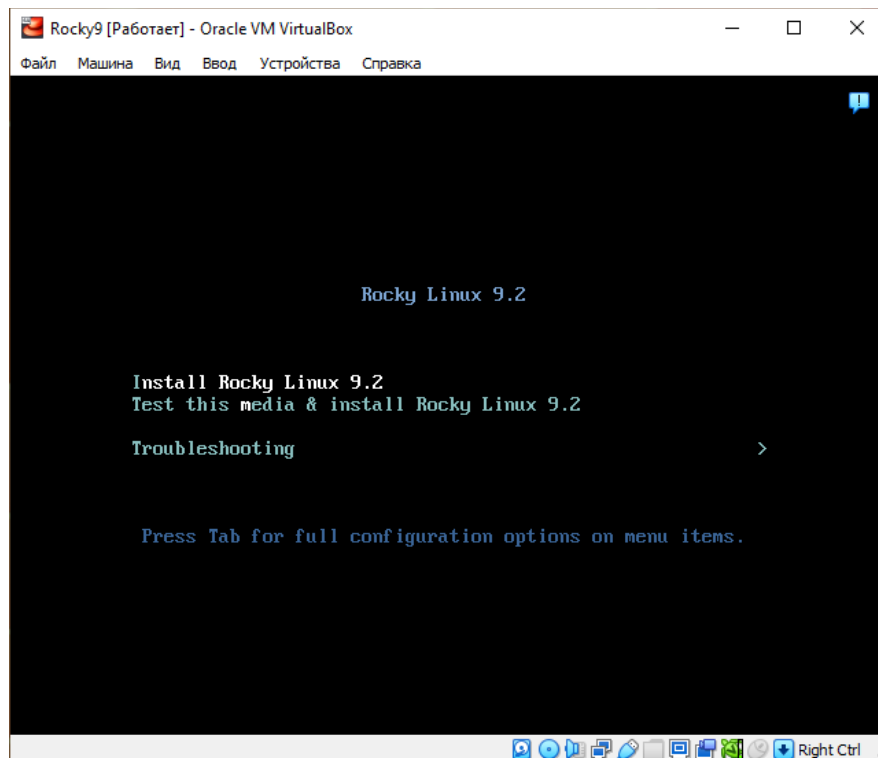 Rocky9 [Работает] - Oracle VM VirtualBox
Файл Машина Вид Ввод Устройства Справка
Rocky Linux 9.2
Install Rocky Linux 9.2
Test this media & install Rocky Linux 9.2
Troubleshooting >
Press Tab for full configuration options on menu items.
Right Ctrl